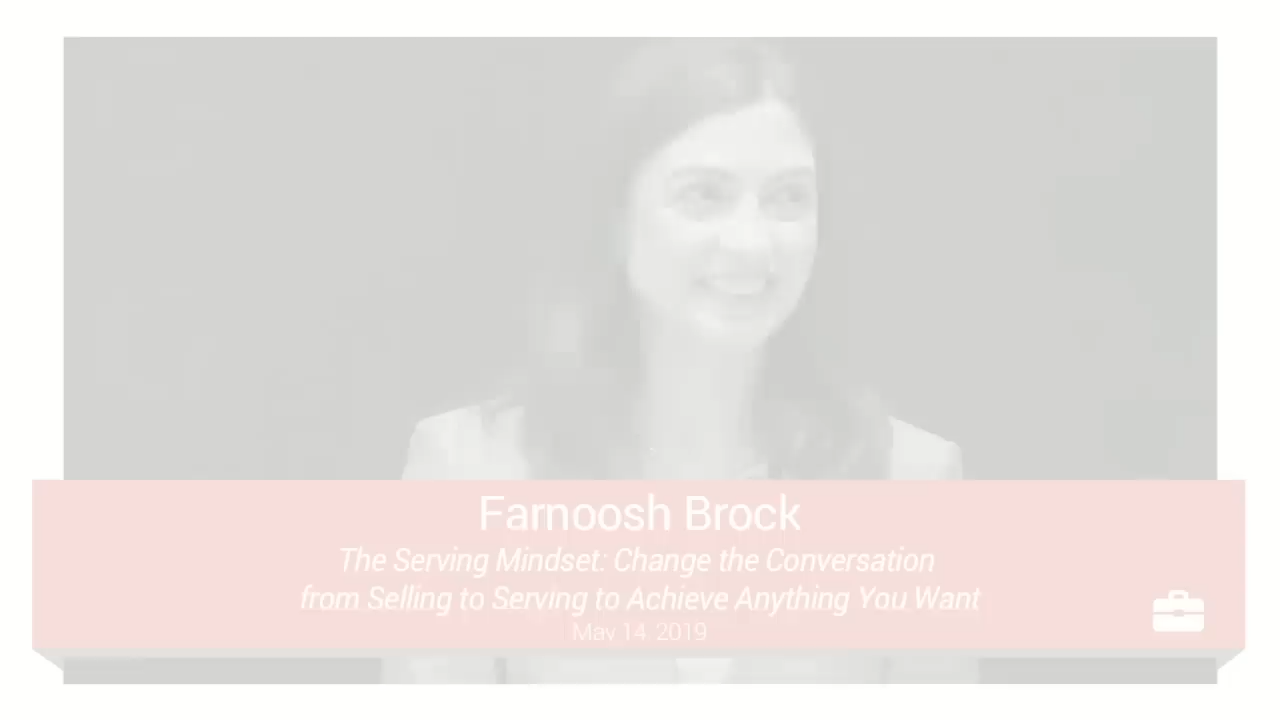 Farnoosh Brock
The Serving Mindset: Change the Conversation
from Selling to Serving to Achieve Anything You Want
May 14, 2019